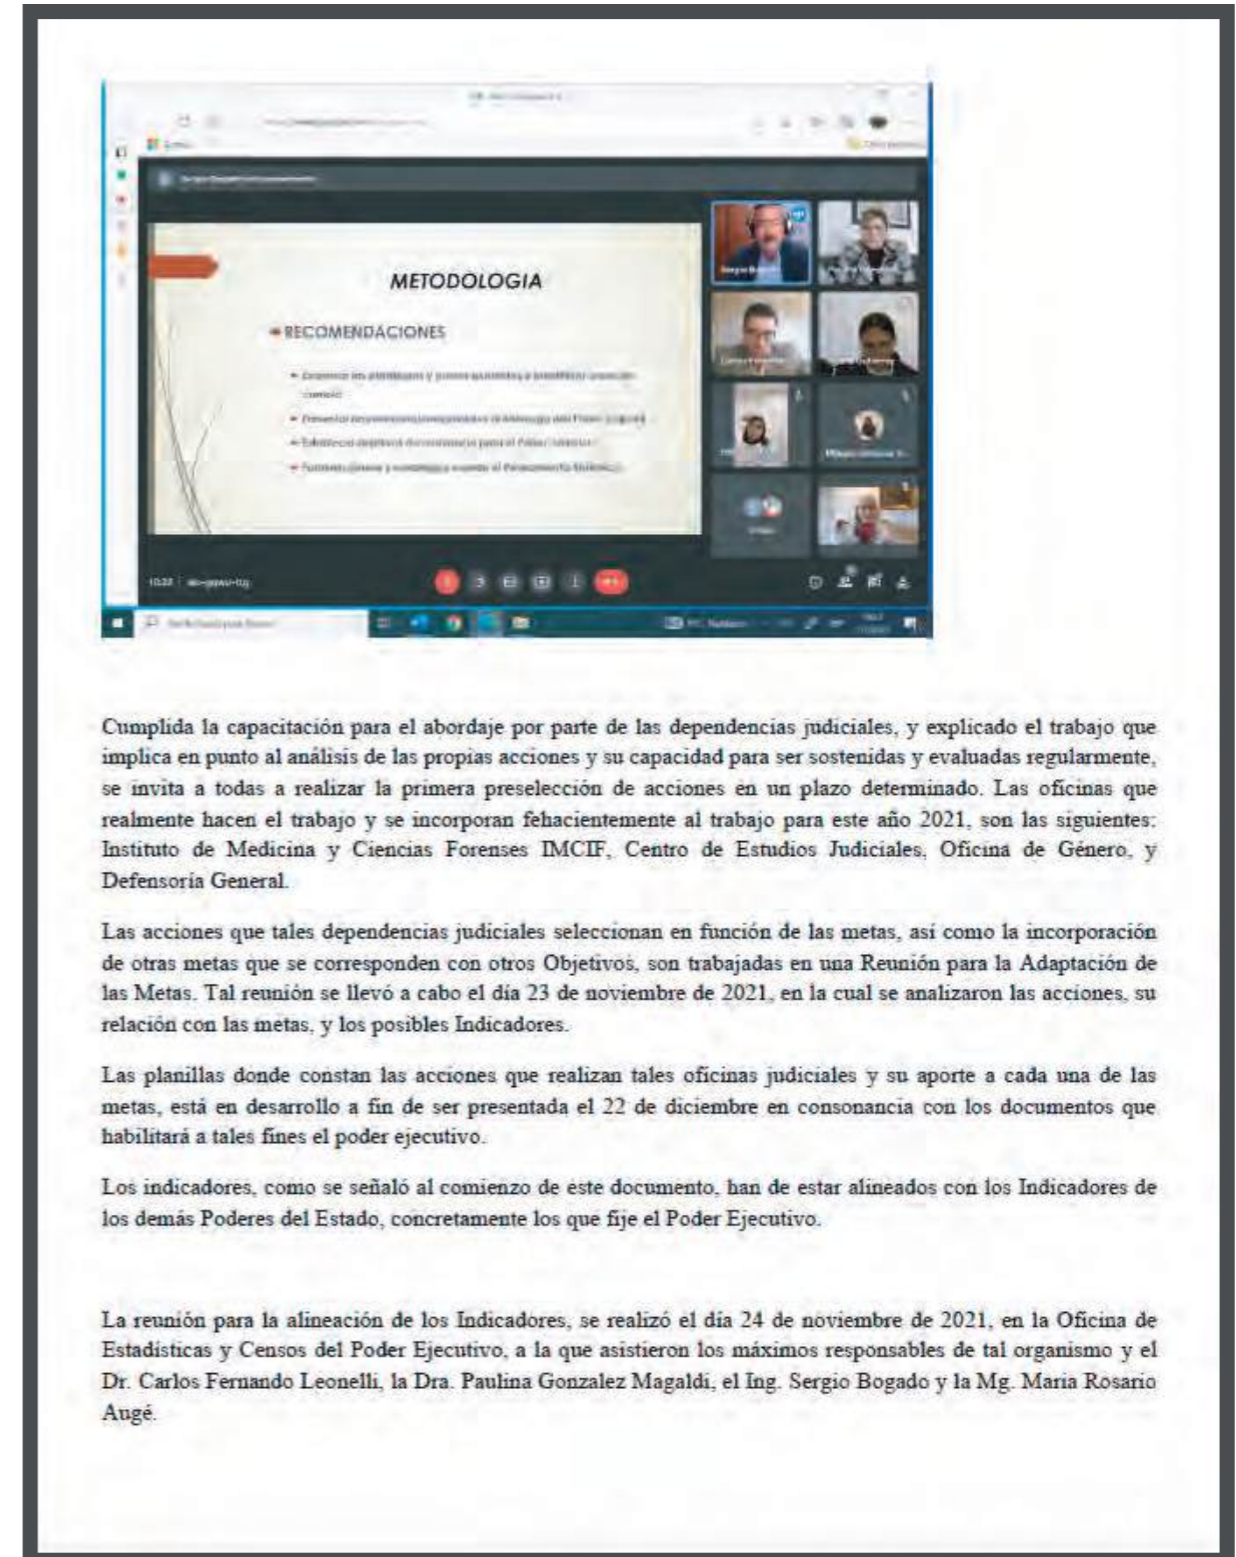 METODOLOGIA
RECOMENDACIONES
Cumplida la capacitación para el abordaje por parte de las dependencias judiciales, y explicado el trabajo que
implica en punto al análisis de las propias acciones y su capacidad para ser sostenidas y evaluadas regularmente,
se invita a todas a realizar la primera preselección de acciones en un plazo determinado. Las oficinas que
realmente hacen el trabajo y se incorporan fehacientemente al trabajo para este año 2021, son las siguientes:
Instituto de Medicina y Ciencias Forenses IMCIF, Centro de Estudios Judiciales, Oficina de Género, y
Defensoría General.
Las acciones que tales dependencias judiciales seleccionan en función de las metas, así como la incorporación
de otras metas que se corresponden con otros Objetivos, son trabajadas en una Reunión para la Adaptación de
las Metas. Tal reunión se llevó a cabo el día 23 de noviembre de 2021, en la cual se analizaron las acciones, su
relación con las metas, y los posibles Indicadores.
Las planillas donde constan las acciones que realizan tales oficinas judiciales y su aporte a cada una de las
metas, está en desarrollo a fin de ser presentada el 22 de diciembre en consonancia con los documentos que
habilitará a tales fines el poder ejecutivo.
Los indicadores, como se señaló al comienzo de este documento, han de estar alineados con los Indicadores de
los demás Poderes del Estado, concretamente los que fije el Poder Ejecutivo.
La reunión para la alineación de los Indicadores, se realizó el día 24 de noviembre de 2021, en la Oficina de
Estadísticas y Censos del Poder Ejecutivo, a la que asistieron los máximos responsables de tal organismo y el
Dr. Carlos Fernando Leonelli, la Dra. Paulina Gonzalez Magaldi, el Ing. Sergio Bogado y la Mg. Maria Rosario
Augé.